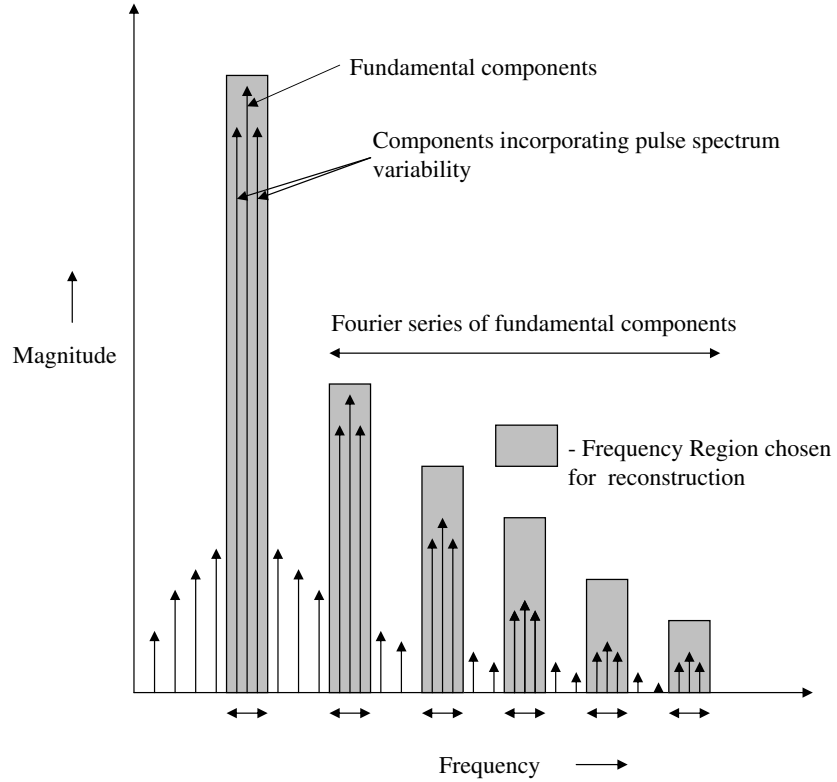 Fundamental components
Components incorporating pulse spectrum
variability
Fourier series of fundamental components
Magnitude
- Frequency Region chosen
for reconstruction
Frequency